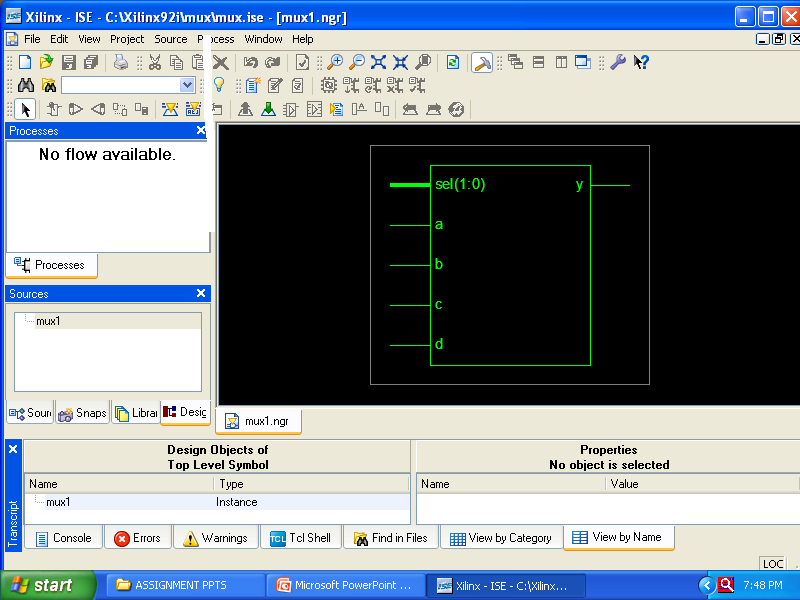 Xilinx - ISE - C:\Xilinx92i\mux\mux.ise - [mux1.ngr]
File Edit View Project Source Process Window Help
Processes
No flow available.
Processes
Sources
mux1
Sour Snaps Librar Desig
sel(1:0) y
a
b
c
d
mux1.ngr
Transcript
Design Objects of
Top Level Symbol
Name Type
mux1 Instance
Properties
No object is selected
Name Value
Console Errors Warnings TCL Tcl Shell Find in Files View by Category View by Name
LOC
start ASSIGNMENT PPTS Microsoft PowerPoint ... ISE Xilinx - ISE - C:\Xilinx... 7:48 PM